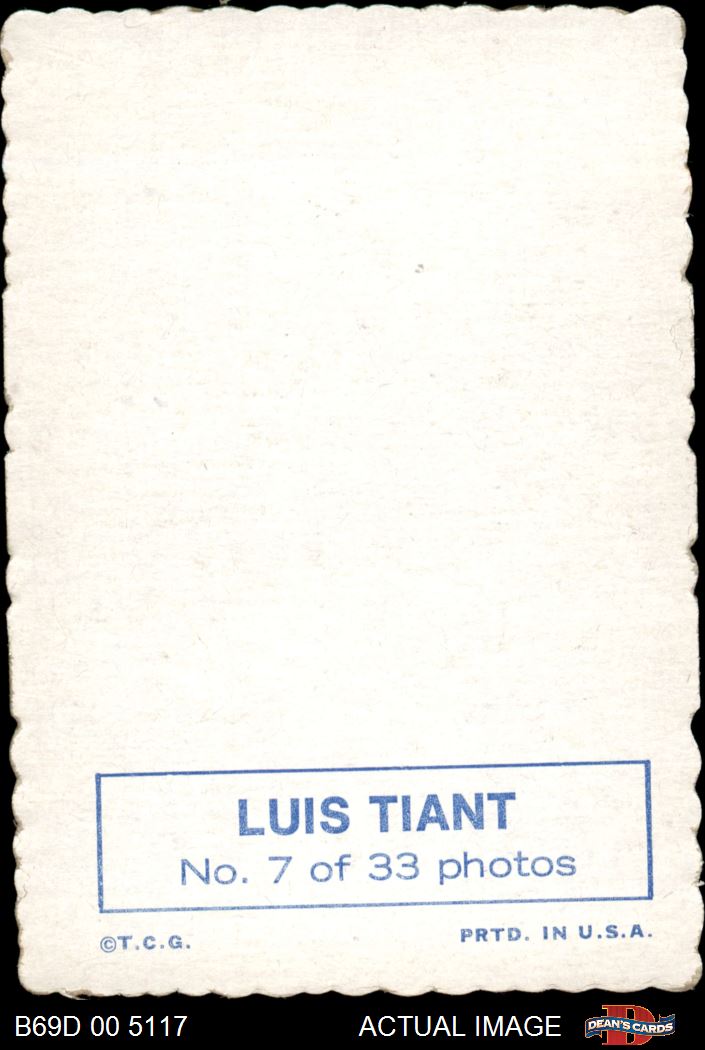 LUIS TIANT
No. 7 of 33 photos
©T.C.G. PRTD. IN U.S.A.
B69D 00 5117 ACTUAL IMAGE D DEAN'S CARDS